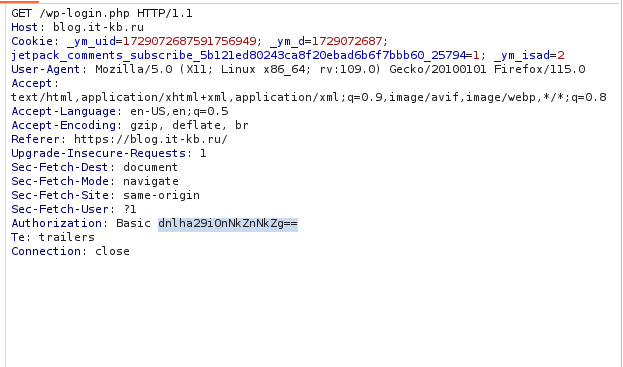 GET /wp-login.php HTTP/1.1
Host: blog.it-kb.ru
Cookie: _ym_uid=1729072687591756949; _ym_d=1729072687;
jetpack_comments_subscribe_5b121ed80243ca8f20ebad6b6f7bbb60_25794=1; _ym_isad=2
User-Agent: Mozilla/5.0 (X11; Linux x86_64; rv:109.0) Gecko/20100101 Firefox/115.0
Accept:
text/html,application/xhtml+xml,application/xml;q=0.9,image/avif,image/webp,*/*;q=0.8
Accept-Language: en-US,en;q=0.5
Accept-Encoding: gzip, deflate, br
Referer: https://blog.it-kb.ru/
Upgrade-Insecure-Requests: 1
Sec-Fetch-Dest: document
Sec-Fetch-Mode: navigate
Sec-Fetch-Site: same-origin
Sec-Fetch-User: ?1
Authorization: Basic dnlha29iOnNkZnNkZg==
Te: trailers
Connection: close